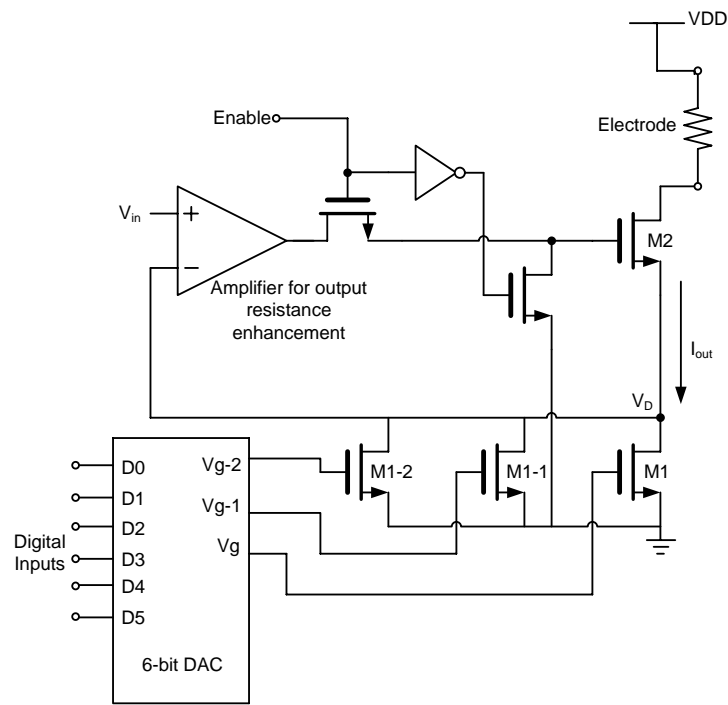 VDD
Enable
Electrode
Vin
+
−
M2
Amplifier for output
resistance
enhancement
Iout
VD
M1-2
M1-1
M1
D0
D1
D2
D3
D4
D5
Vg-2
Vg-1
Vg
Digital
Inputs
6-bit DAC